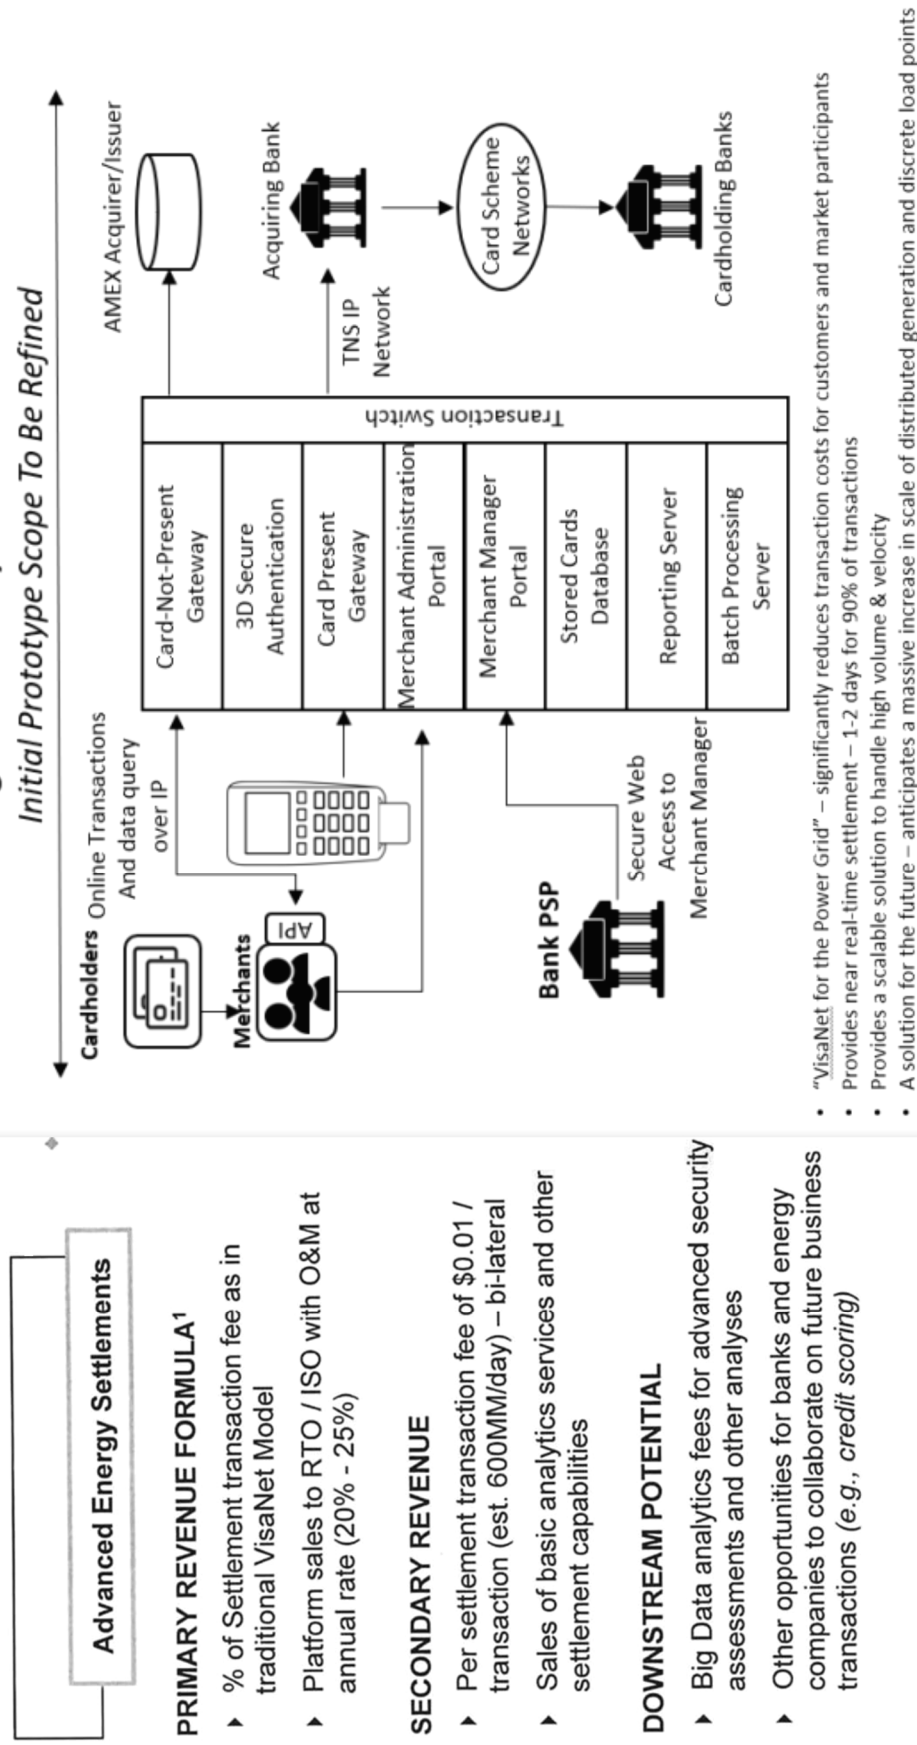 Advanced Energy Settlements
PRIMARY REVENUE FORMULA¹
% of Settlement transaction fee as in
traditional VisaNet Model
Platform sales to RTO / ISO with O&M at
annual rate (20% - 25%)
SECONDARY REVENUE
Per settlement transaction fee of $0.01 /
transaction (est. 600MM/day) – bi-lateral
Sales of basic analytics services and other
settlement capabilities
DOWNSTREAM POTENTIAL
Big Data analytics fees for advanced security
assessments and other analyses
Other opportunities for banks and energy
companies to collaborate on future business
transactions (e.g., credit scoring)
Initial Prototype Scope To Be Refined
Cardholders
Online Transactions
And data query
over IP
Merchants
API
Bank PSP
Secure Web
Access to
Merchant Manager
Card-Not-Present
Gateway
3D Secure
Authentication
Card Present
Gateway
Merchant Administration
Portal
Merchant Manager
Portal
Stored Cards
Database
Reporting Server
Batch Processing
Server
Transaction Switch
AMEX Acquirer/Issuer
TNS IP
Network
Acquiring Bank
Card Scheme
Networks
Cardholding Banks
• “VisaNet for the Power Grid” – significantly reduces transaction costs for customers and market participants
• Provides near real-time settlement – 1-2 days for 90% of transactions
• Provides a scalable solution to handle high volume & velocity
• A solution for the future – anticipates a massive increase in scale of distributed generation and discrete load points